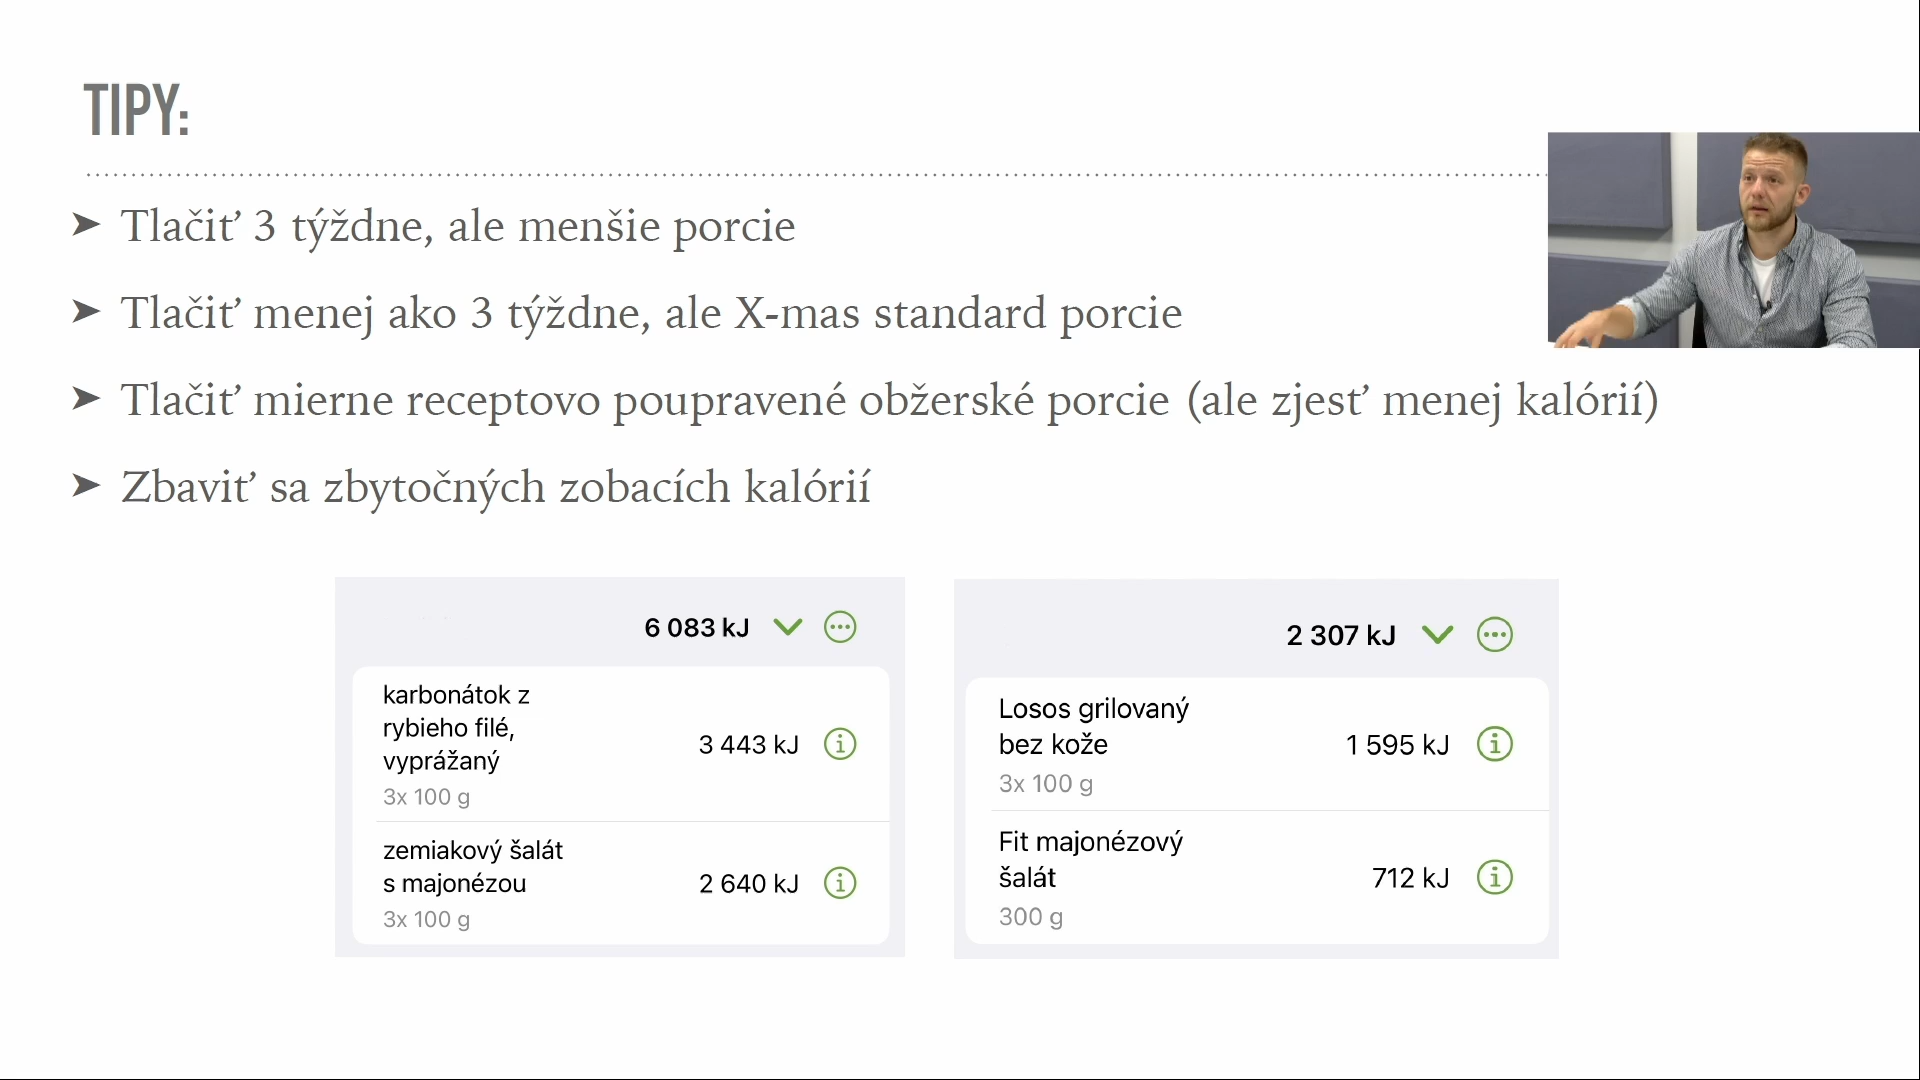 TIPY:
➤ Tlačiť 3 týždne, ale menšie porcie
➤ Tlačiť menej ako 3 týždne, ale X-mas standard porcie
➤ Tlačiť mierne receptovo poupravené obžerské porcie (ale zjesť menej kalórií)
➤ Zbaviť sa zbytočných zobacích kalórií
6 083 kJ
karbonátok z
rybieho filé,
vyprážaný
3 443 kJ
3x 100 g
zemiakový šalát
s majonézou
2 640 kJ
3x 100 g
2 307 kJ
Losos grilovaný
bez kože
1 595 kJ
3x 100 g
Fit majonézový
šalát
712 kJ
300 g